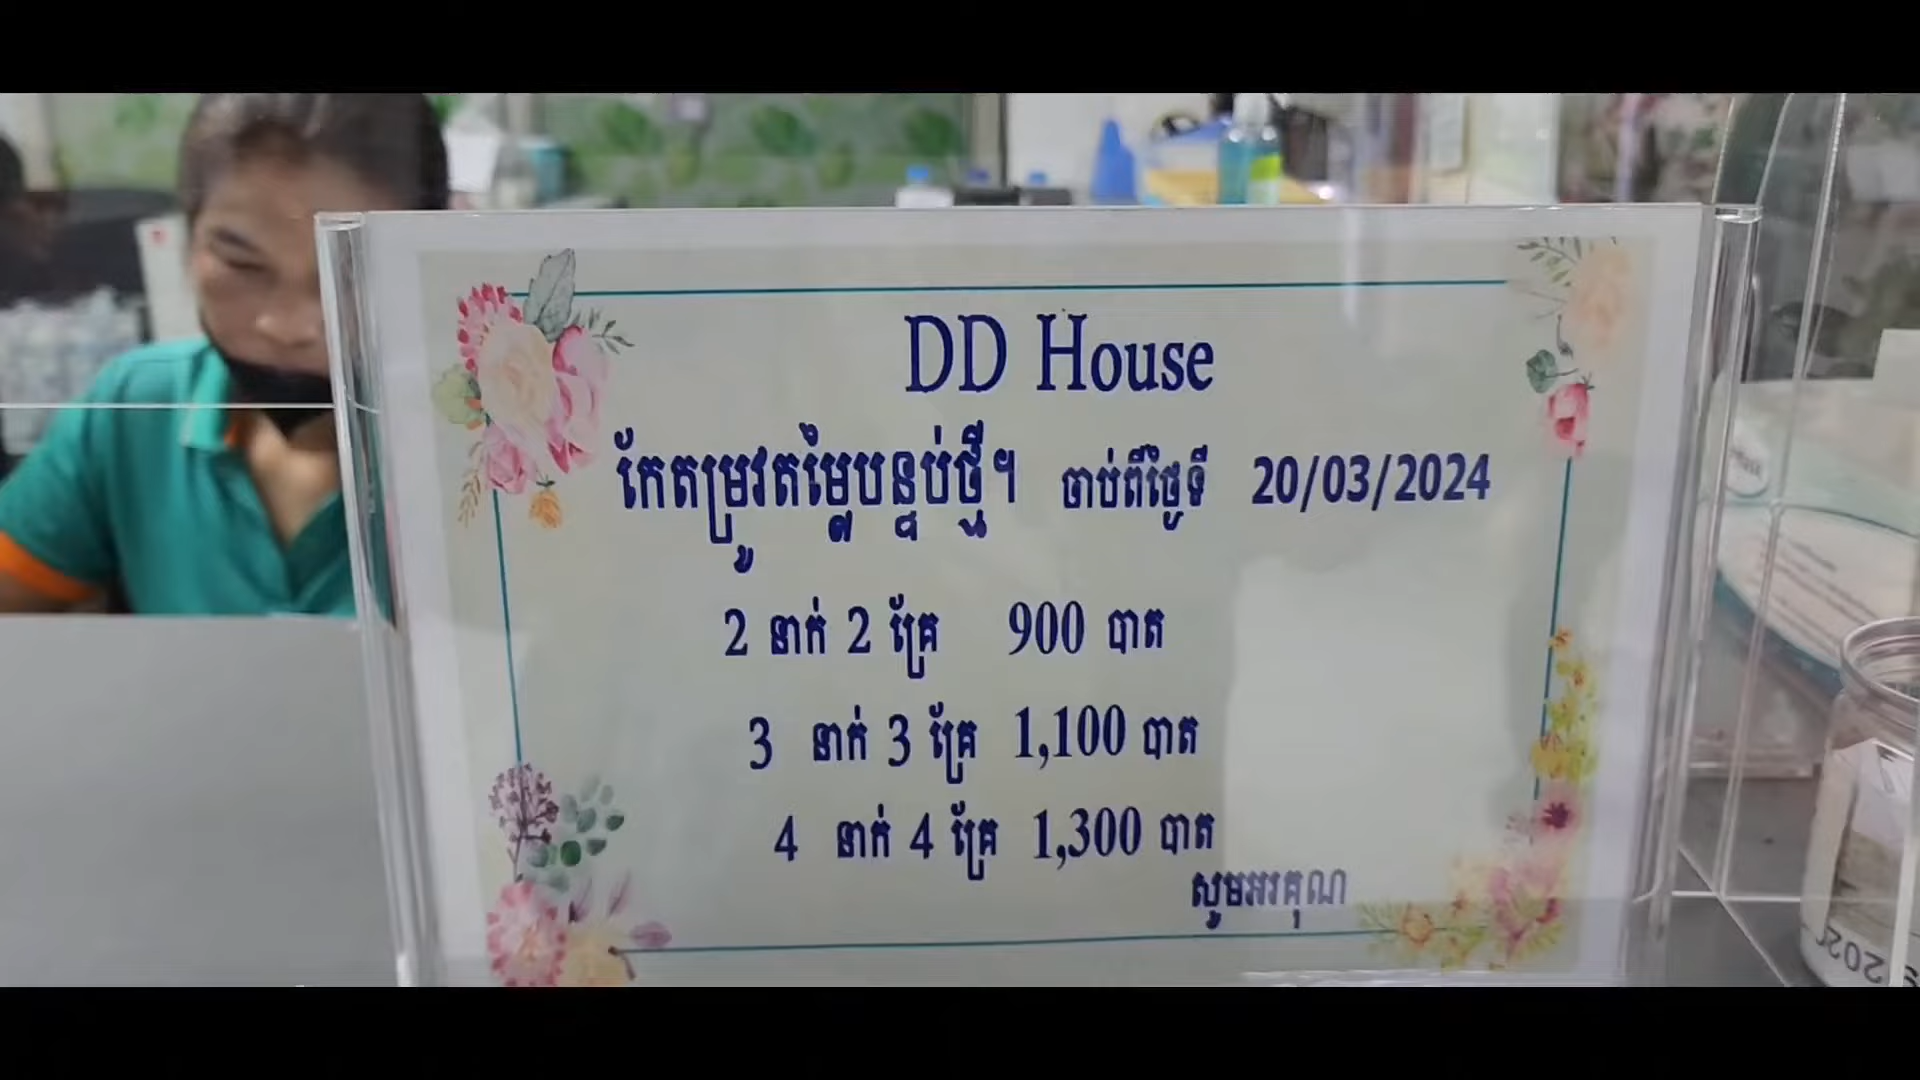 DD House
កែតម្រូវតម្លៃបន្ទប់ថ្មី។ ចាប់ពីថ្ងៃទី 20/03/2024
2 នាក់ 2 គ្រែ 900 បាត
3 នាក់ 3 គ្រែ 1,100 បាត
4 នាក់ 4 គ្រែ 1,300 បាត
សូមអរគុណ